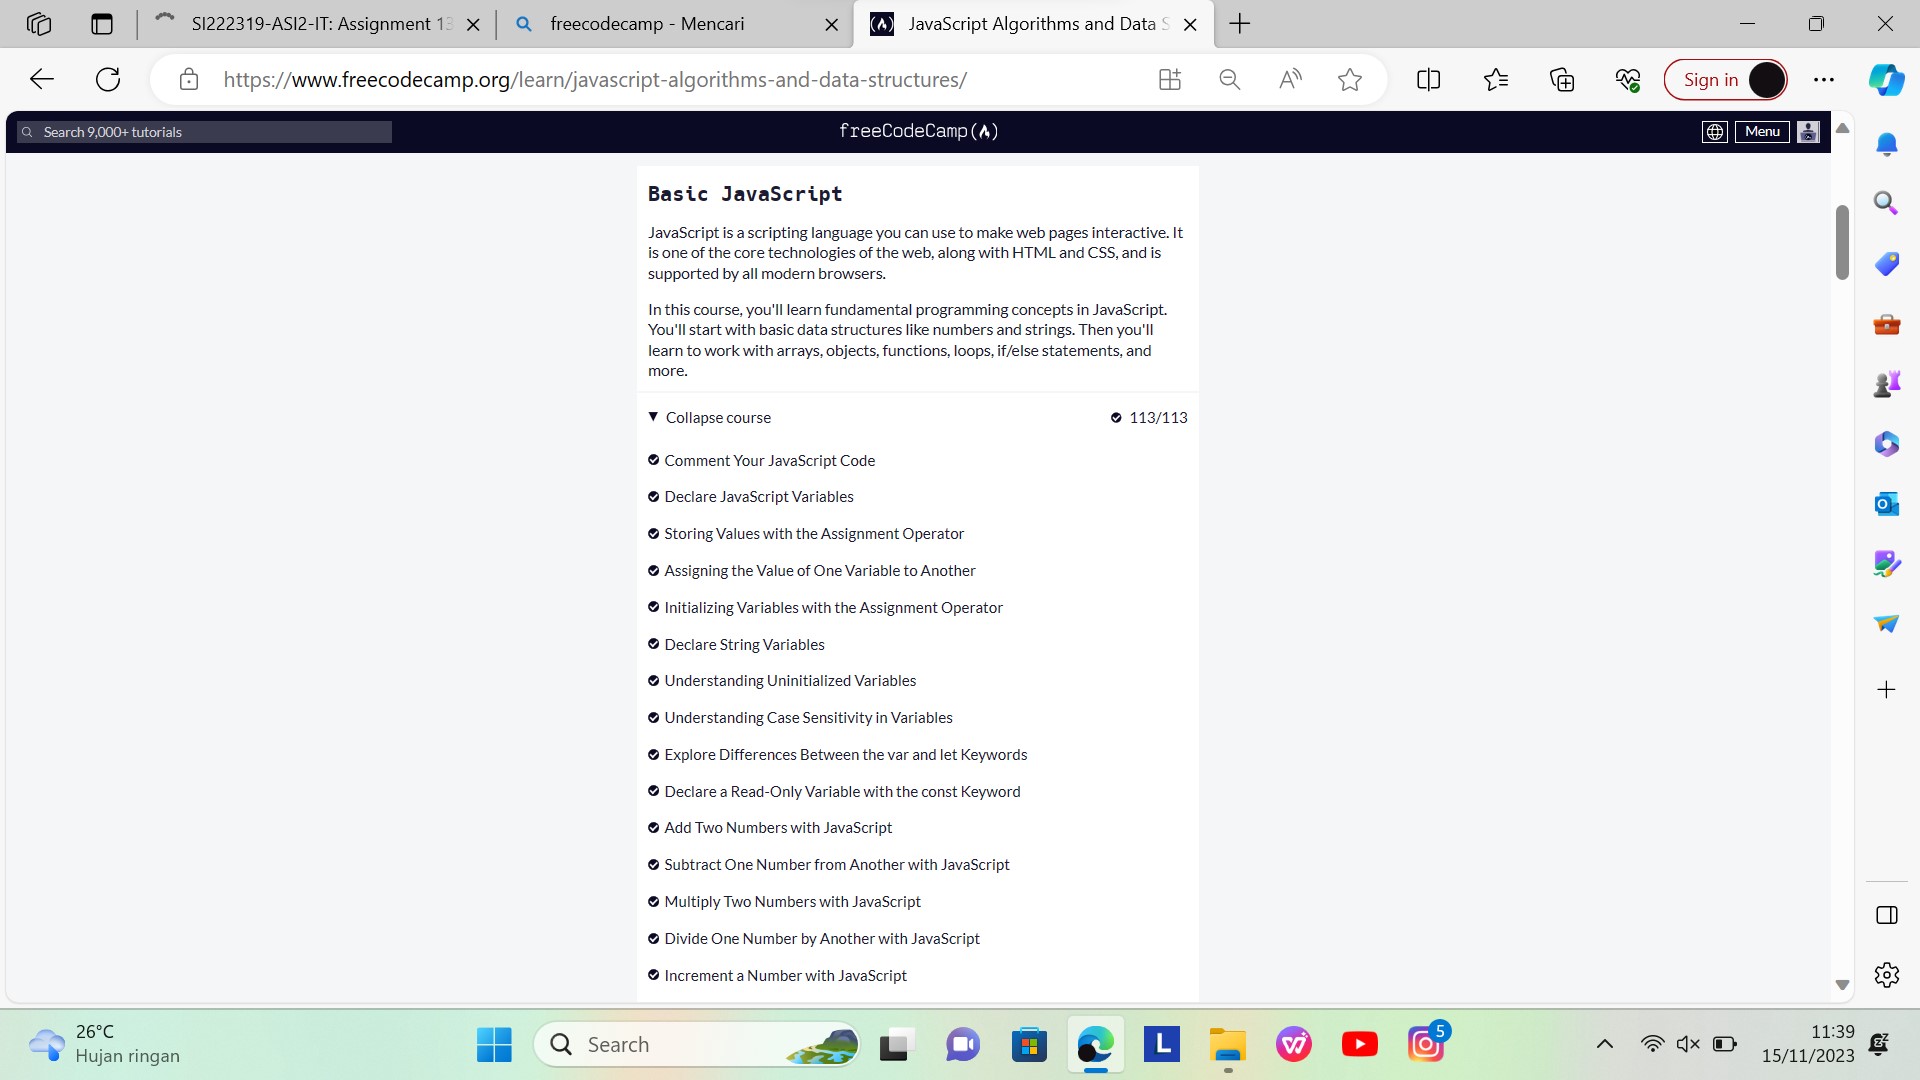 SI222319-ASI2-IT: Assignment 13
freecodecamp - Mencari
JavaScript Algorithms and Data S
https://www.freecodecamp.org/learn/javascript-algorithms-and-data-structures/
Sign in
Search 9,000+ tutorials
freeCodeCamp
Menu
Basic JavaScript
JavaScript is a scripting language you can use to make web pages interactive. It
is one of the core technologies of the web, along with HTML and CSS, and is
supported by all modern browsers.
In this course, you'll learn fundamental programming concepts in JavaScript.
You'll start with basic data structures like numbers and strings. Then you'll
learn to work with arrays, objects, functions, loops, if/else statements, and
more.
Collapse course
113/113
Comment Your JavaScript Code
Declare JavaScript Variables
Storing Values with the Assignment Operator
Assigning the Value of One Variable to Another
Initializing Variables with the Assignment Operator
Declare String Variables
Understanding Uninitialized Variables
Understanding Case Sensitivity in Variables
Explore Differences Between the var and let Keywords
Declare a Read-Only Variable with the const Keyword
Add Two Numbers with JavaScript
Subtract One Number from Another with JavaScript
Multiply Two Numbers with JavaScript
Divide One Number by Another with JavaScript
Increment a Number with JavaScript
26°C
Hujan ringan
Search
L
5
11:39
15/11/2023